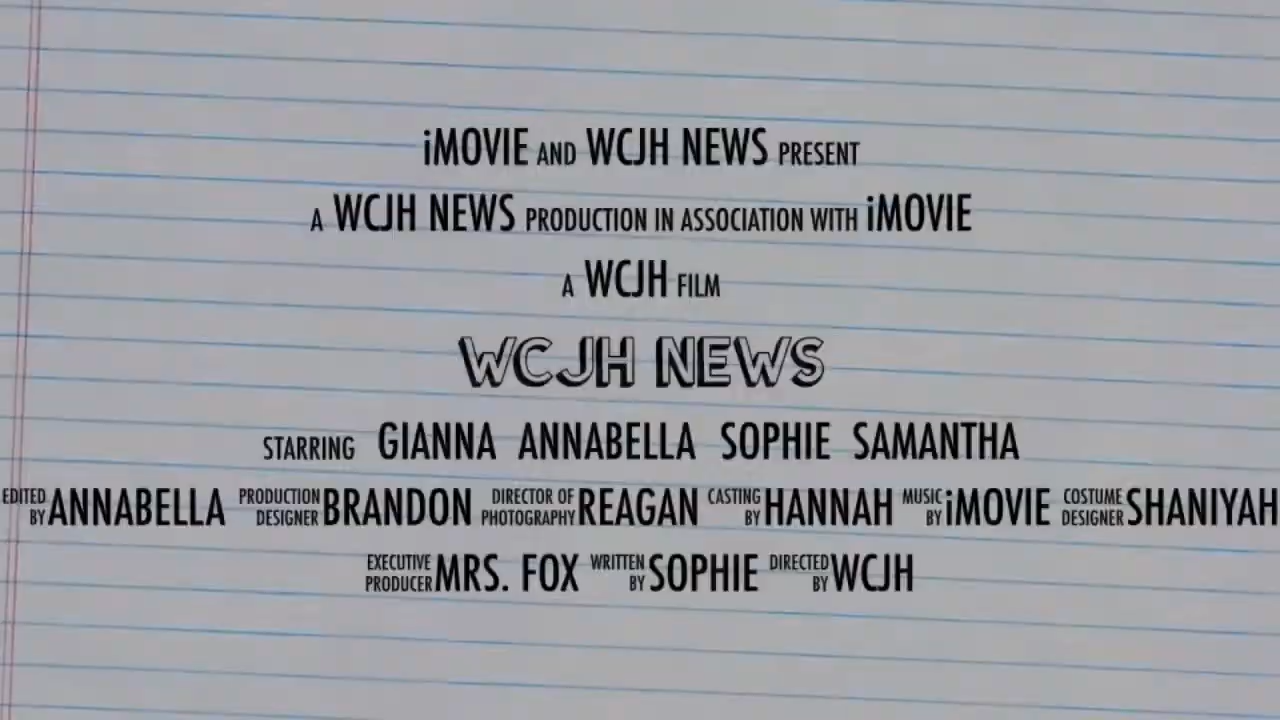 iMOVIE AND WCJH NEWS PRESENT
A WCJH NEWS PRODUCTION IN ASSOCIATION WITH iMOVIE
A WCJH FILM
WCJH NEWS
STARRING GIANNA ANNABELLA SOPHIE SAMANTHA
EDITED BY ANNABELLA PRODUCTION DESIGNER BRANDON DIRECTOR OF PHOTOGRAPHY REAGAN CASTING BY HANNAH MUSIC BY iMOVIE COSTUME DESIGNER SHANIYAH
EXECUTIVE PRODUCER MRS. FOX WRITTEN BY SOPHIE DIRECTED BY WCJH